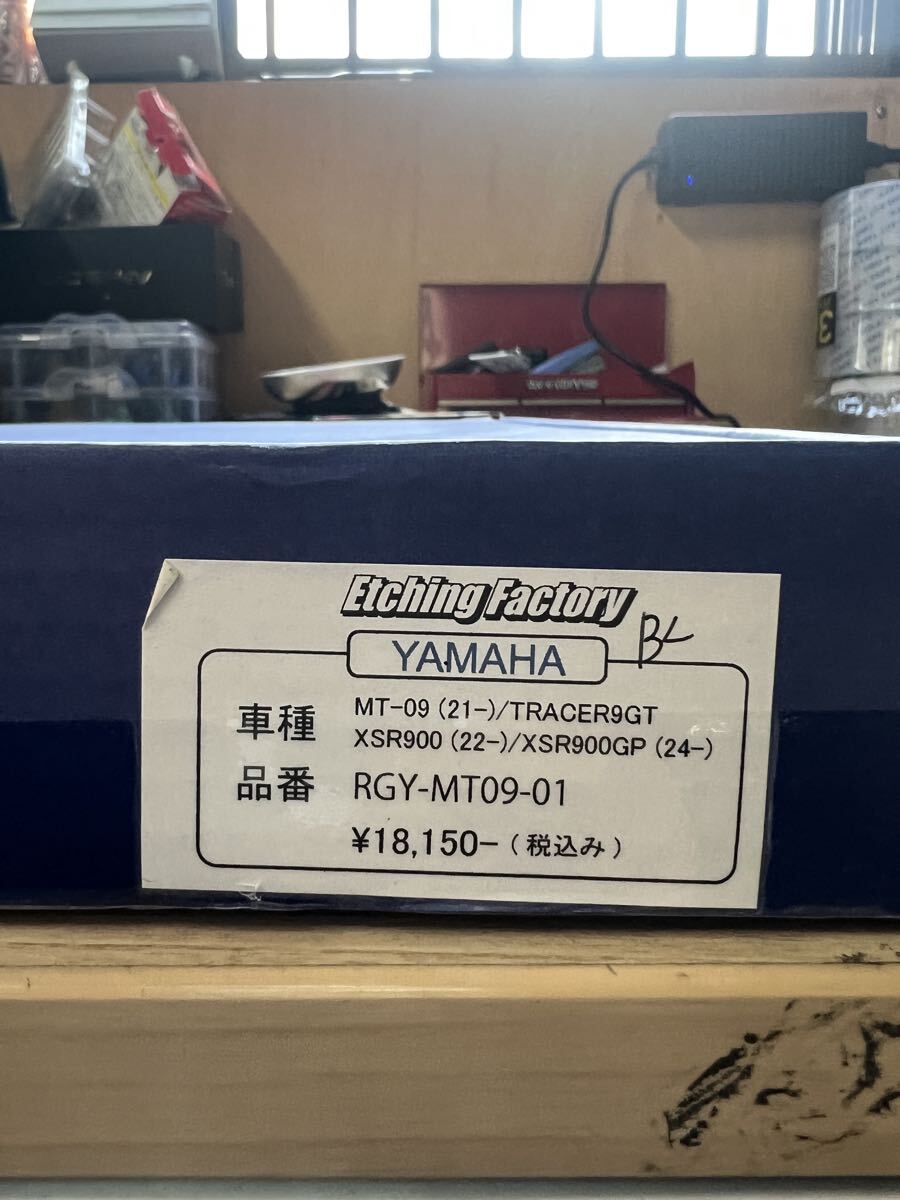 Etching Factory
BL
YAMAHA
車種 MT-09 (21-)/TRACER9GT
XSR900 (22-)/XSR900GP (24-)
品番 RGY-MT09-01
¥18,150- (税込み)